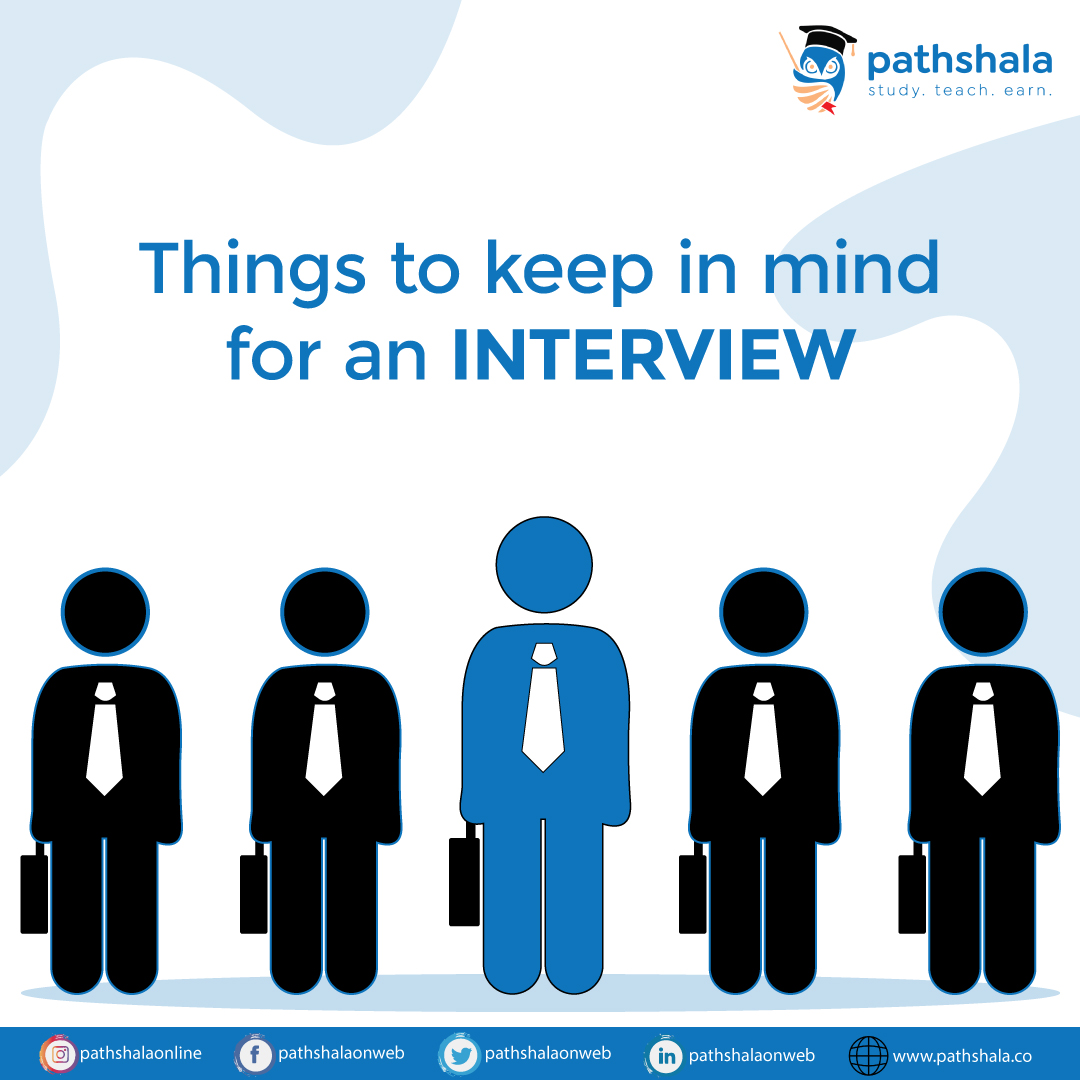 pathshala
study. teach. earn.
Things to keep in mind
for an INTERVIEW
pathshalaonline
pathshalaonweb
pathshalaonweb
pathshalaonweb
www.pathshala.co